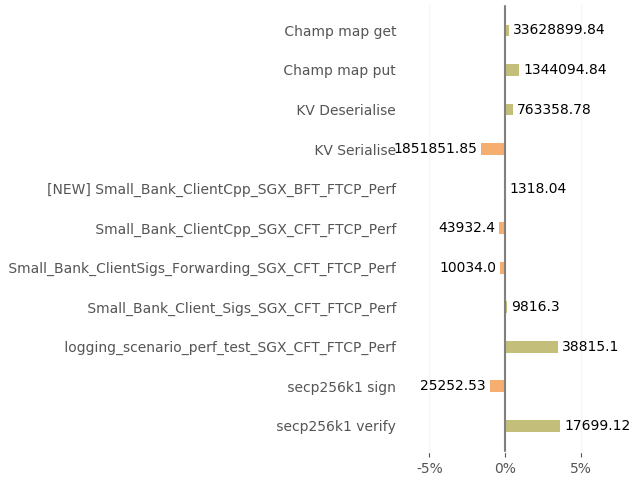 Champ map get 33628899.84
Champ map put 1344094.84
KV Deserialise 763358.78
KV Serialise 1851851.85
[NEW] Small_Bank_ClientCpp_SGX_BFT_FTCP_Perf 1318.04
Small_Bank_ClientCpp_SGX_CFT_FTCP_Perf 43932.4
Small_Bank_ClientSigs_Forwarding_SGX_CFT_FTCP_Perf 10034.0
Small_Bank_Client_Sigs_SGX_CFT_FTCP_Perf 9816.3
logging_scenario_perf_test_SGX_CFT_FTCP_Perf 38815.1
secp256k1 sign 25252.53
secp256k1 verify 17699.12
-5% 0% 5%